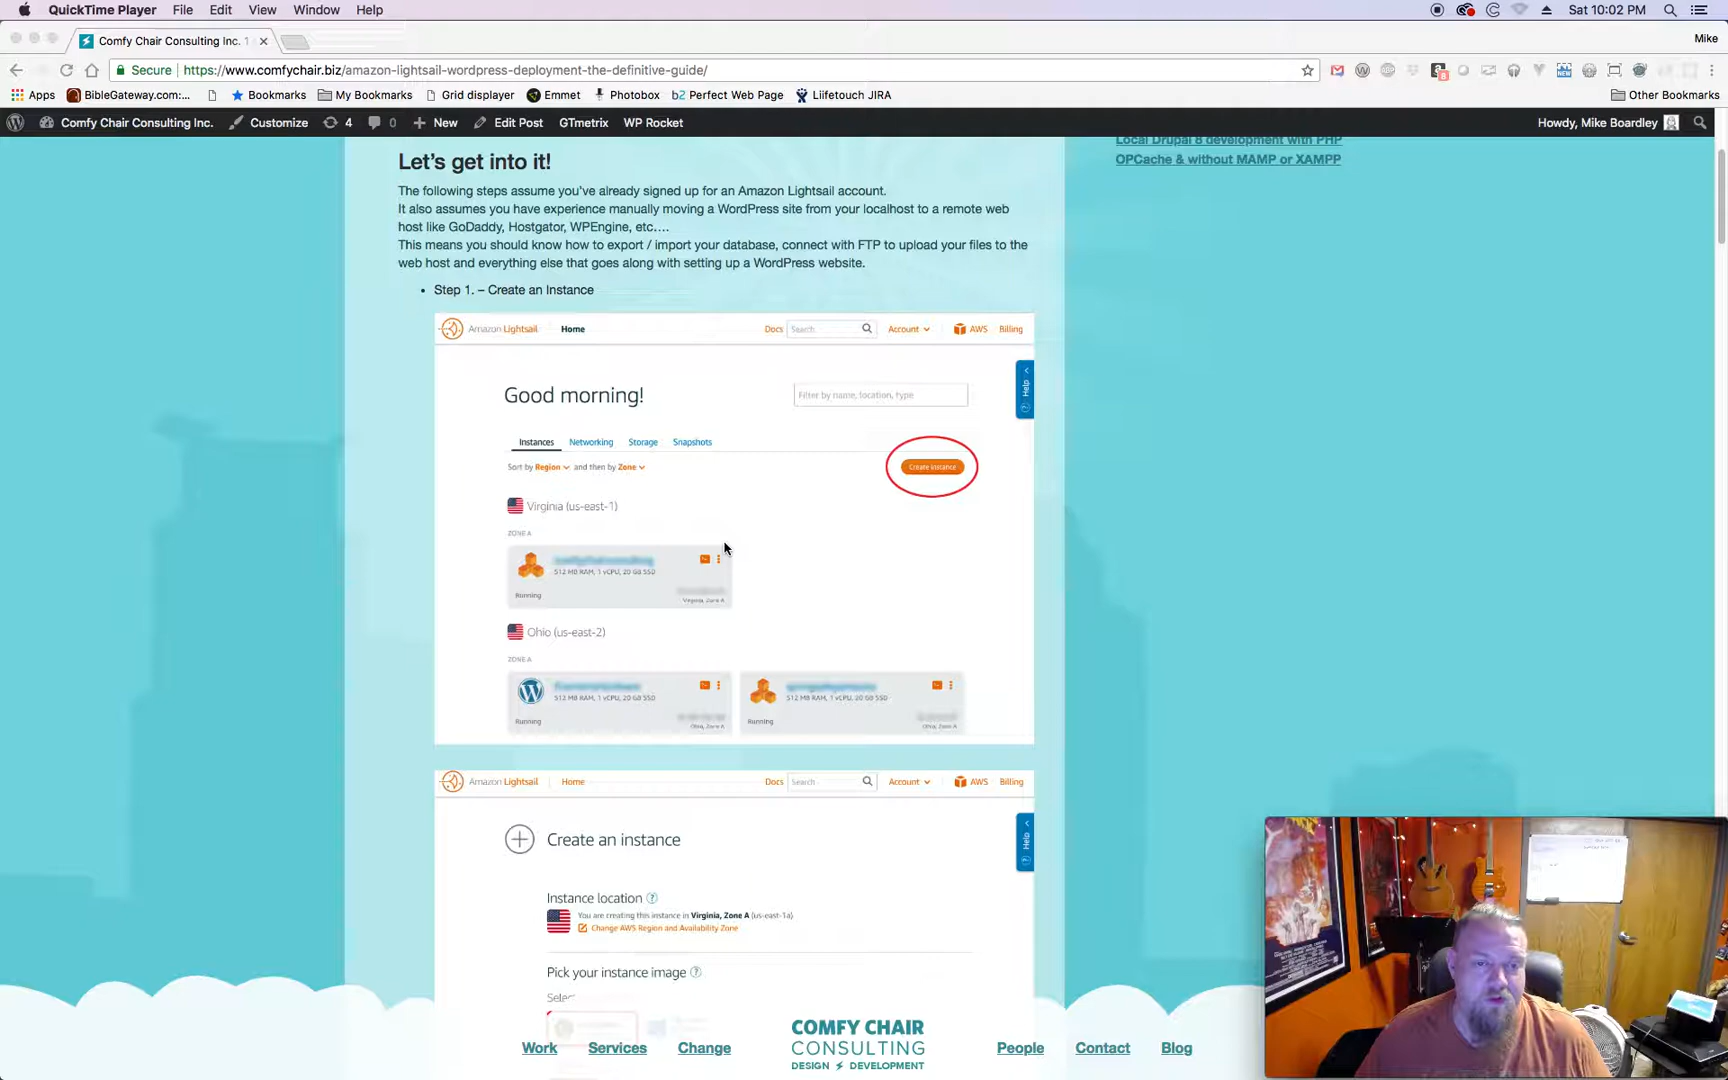 QuickTime Player File Edit View Window Help Sat 10:02 PM
Comfy Chair Consulting Inc. Mike
Secure https://www.comfychair.biz/amazon-lightsail-wordpress-deployment-the-definitive-guide/
Apps BibleGateway.com:... Bookmarks My Bookmarks Grid displayer Emmet Photobox b2 Perfect Web Page Liifetouch JIRA Other Bookmarks
Comfy Chair Consulting Inc. Customize 4 0 New Edit Post GTmetrix WP Rocket Howdy, Mike Boardley
Local Drupal 8 development with PHP
OPCache & without MAMP or XAMPP
Let's get into it!
The following steps assume you've already signed up for an Amazon Lightsail account.
It also assumes you have experience manually moving a WordPress site from your localhost to a remote web
host like GoDaddy, Hostgator, WPEngine, etc....
This means you should know how to export / import your database, connect with FTP to upload your files to the
web host and everything else that goes along with setting up a WordPress website.
• Step 1. – Create an Instance
Amazon Lightsail Home Docs Search Account AWS Billing
Help
Good morning! Filter by name, location, type
Instances Networking Storage Snapshots
Sort by Region and then by Zone Create instance
Virginia (us-east-1)
ZONE A
512 MB RAM, 1 vCPU, 20 GB SSD
Running
Virginia, Zone A
Ohio (us-east-2)
ZONE A
512 MB RAM, 1 vCPU, 20 GB SSD 512 MB RAM, 1 vCPU, 20 GB SSD
Running Running
Ohio, Zone A Ohio, Zone A
Amazon Lightsail Home Docs Search Account AWS Billing
Help
Create an instance
Instance location ?
You are creating this instance in Virginia, Zone A (us-east-1a)
Change AWS Region and Availability Zone
Pick your instance image ?
Selec
Work Services Change COMFY CHAIR CONSULTING DESIGN DEVELOPMENT People Contact Blog